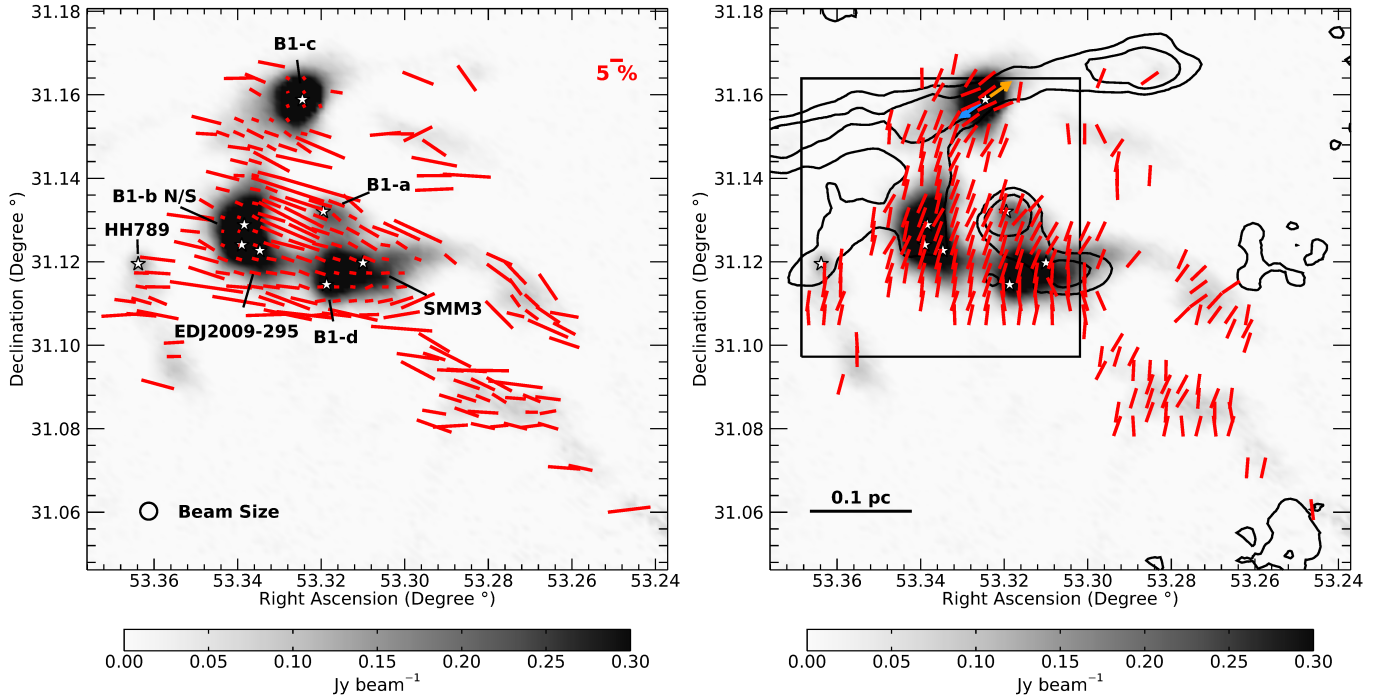 31.18
31.16
31.14
31.12
31.10
31.08
31.06
Declination (Degree °)
B1-c
5 %
B1-a
B1-b N/S
HH789
SMM3
EDJ2009-295
B1-d
Beam Size
53.36 53.34 53.32 53.30 53.28 53.26 53.24
Right Ascension (Degree °)
0.00 0.05 0.10 0.15 0.20 0.25 0.30
Jy beam⁻¹
31.18
31.16
31.14
31.12
31.10
31.08
31.06
Declination (Degree °)
0.1 pc
53.36 53.34 53.32 53.30 53.28 53.26 53.24
Right Ascension (Degree °)
0.00 0.05 0.10 0.15 0.20 0.25 0.30
Jy beam⁻¹